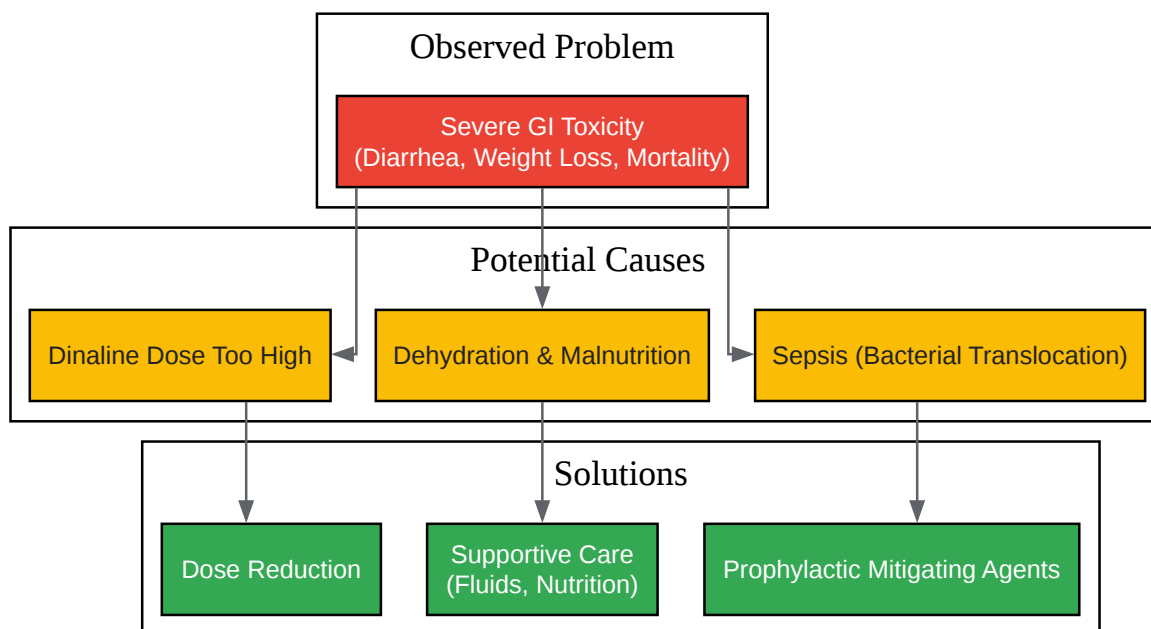 Observed Problem
Severe GI Toxicity
(Diarrhea, Weight Loss, Mortality)
Potential Causes
Dinaline Dose Too High
Dehydration & Malnutrition
Sepsis (Bacterial Translocation)
Solutions
Dose Reduction
Supportive Care
(Fluids, Nutrition)
Prophylactic Mitigating Agents